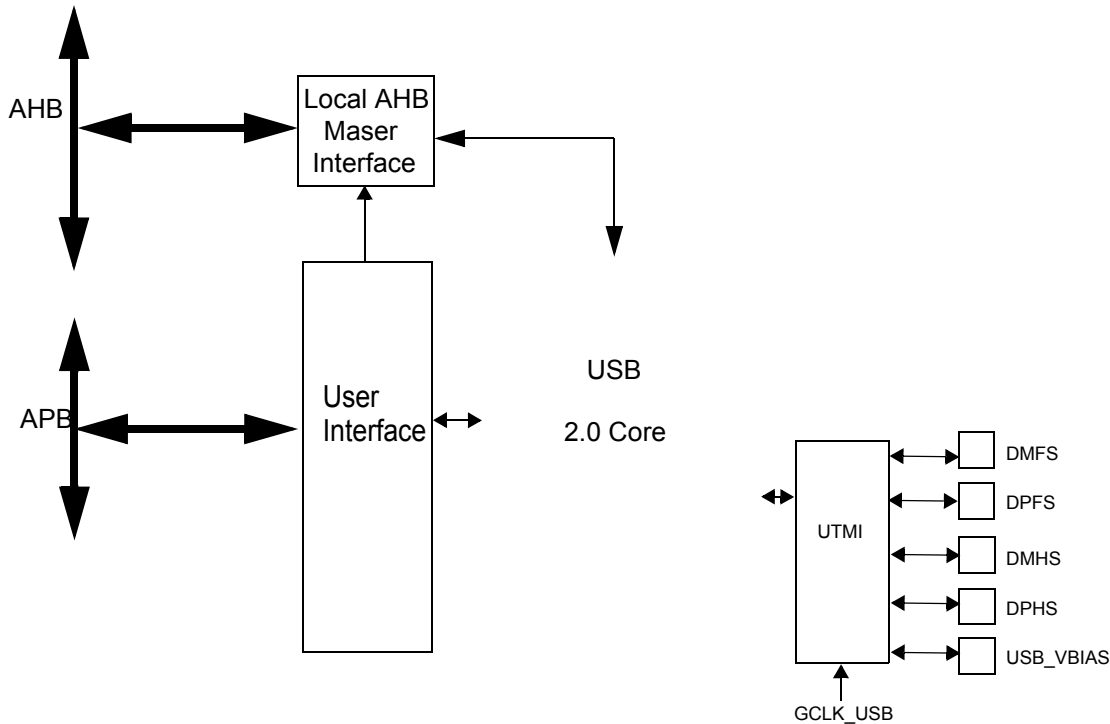 AHB
Local AHB
Maser
Interface
APB
User
Interface
USB
2.0 Core
UTMI
DMFS
DPFS
DMHS
DPHS
USB_VBIAS
GCLK_USB